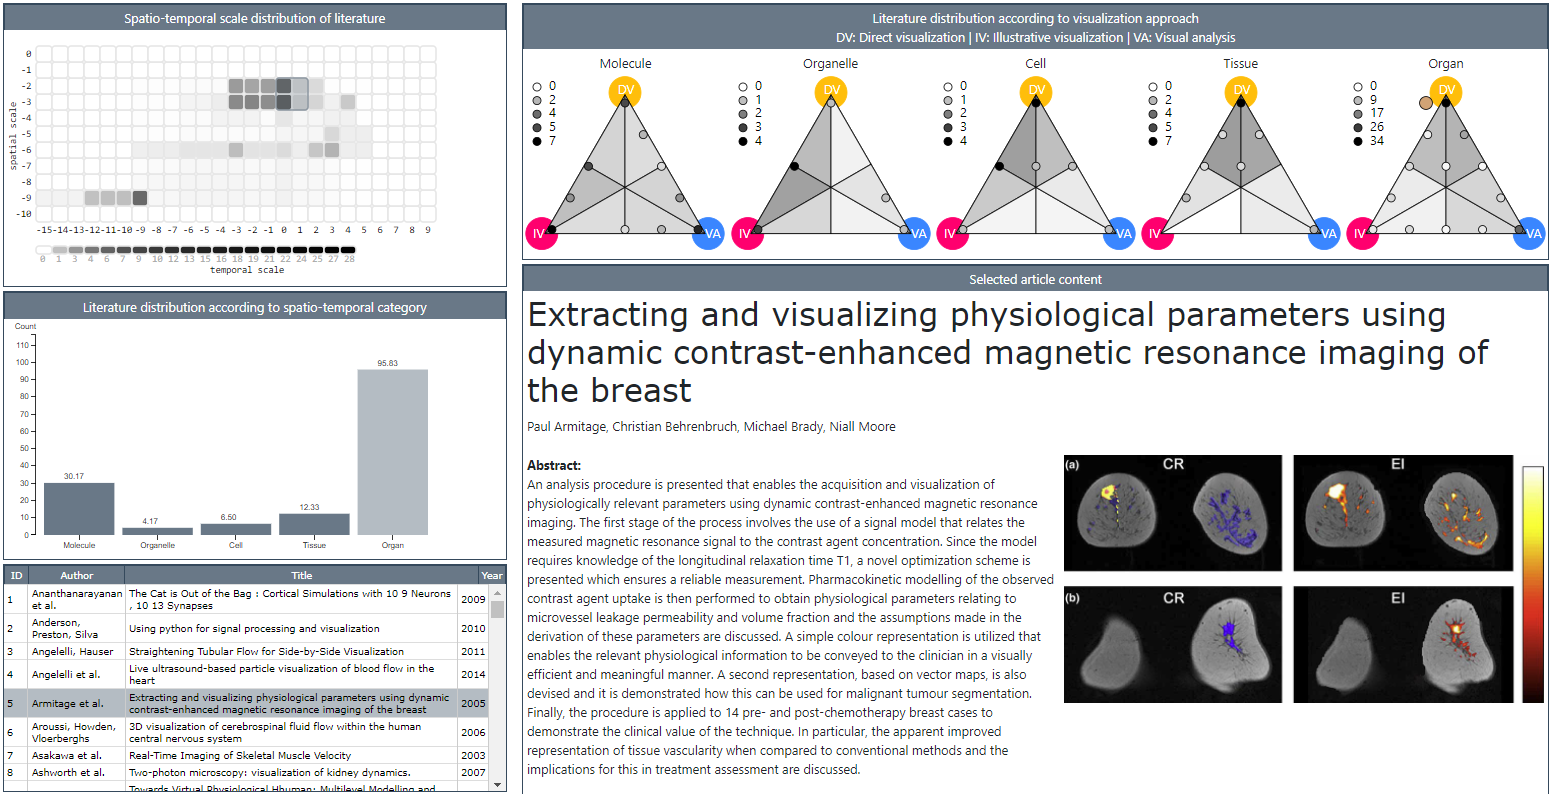 Spatio-temporal scale distribution of literature
0
-1
-2
-3
-4
-5
-6
-7
-8
-9
-10
spatial scale
-15 -14 -13 -12 -11 -10 -9 -8 -7 -6 -5 -4 -3 -2 -1 0 1 2 3 4 5 6 7 8 9
0 1 3 4 6 7 9 10 12 13 15 16 18 19 21 22 24 25 27 28
temporal scale
Literature distribution according to spatio-temporal category
Count
110
100
90
80
70
60
50
40
30
20
10
0
30.17
4.17
6.50
12.33
95.83
Molecule Organelle Cell Tissue Organ
ID Author Title Year
1 Ananthanarayanan et al. The Cat is Out of the Bag : Cortical Simulations with 10 9 Neurons , 10 13 Synapses 2009
2 Anderson, Preston, Silva Using python for signal processing and visualization 2010
3 Angelelli, Hauser Straightening Tubular Flow for Side-by-Side Visualization 2011
4 Angelelli et al. Live ultrasound-based particle visualization of blood flow in the heart 2014
5 Armitage et al. Extracting and visualizing physiological parameters using dynamic contrast-enhanced magnetic resonance imaging of the breast 2005
6 Aroussi, Howden, Vloerberghs 3D visualization of cerebrospinal fluid flow within the human central nervous system 2006
7 Asakawa et al. Real-Time Imaging of Skeletal Muscle Velocity 2003
8 Ashworth et al. Two-photon microscopy: visualization of kidney dynamics. 2007
Towards Virtual Physiological Hhuman: Multilevel Modelling and
Literature distribution according to visualization approach
DV: Direct visualization | IV: Illustrative visualization | VA: Visual analysis
Molecule
0
2
4
5
7
DV
IV
VA
Organelle
0
1
2
3
4
DV
IV
VA
Cell
0
1
2
3
4
DV
IV
VA
Tissue
0
2
4
5
7
DV
IV
VA
Organ
0
9
17
26
34
DV
IV
VA
Selected article content
Extracting and visualizing physiological parameters using
dynamic contrast-enhanced magnetic resonance imaging of
the breast
Paul Armitage, Christian Behrenbruch, Michael Brady, Niall Moore
Abstract:
An analysis procedure is presented that enables the acquisition and visualization of
physiologically relevant parameters using dynamic contrast-enhanced magnetic resonance
imaging. The first stage of the process involves the use of a signal model that relates the
measured magnetic resonance signal to the contrast agent concentration. Since the model
requires knowledge of the longitudinal relaxation time T1, a novel optimization scheme is
presented which ensures a reliable measurement. Pharmacokinetic modelling of the observed
contrast agent uptake is then performed to obtain physiological parameters relating to
microvessel leakage permeability and volume fraction and the assumptions made in the
derivation of these parameters are discussed. A simple colour representation is utilized that
enables the relevant physiological information to be conveyed to the clinician in a visually
efficient and meaningful manner. A second representation, based on vector maps, is also
devised and it is demonstrated how this can be used for malignant tumour segmentation.
Finally, the procedure is applied to 14 pre- and post-chemotherapy breast cases to
demonstrate the clinical value of the technique. In particular, the apparent improved
representation of tissue vascularity when compared to conventional methods and the
implications for this in treatment assessment are discussed.
(a) CR EI
(b) CR EI